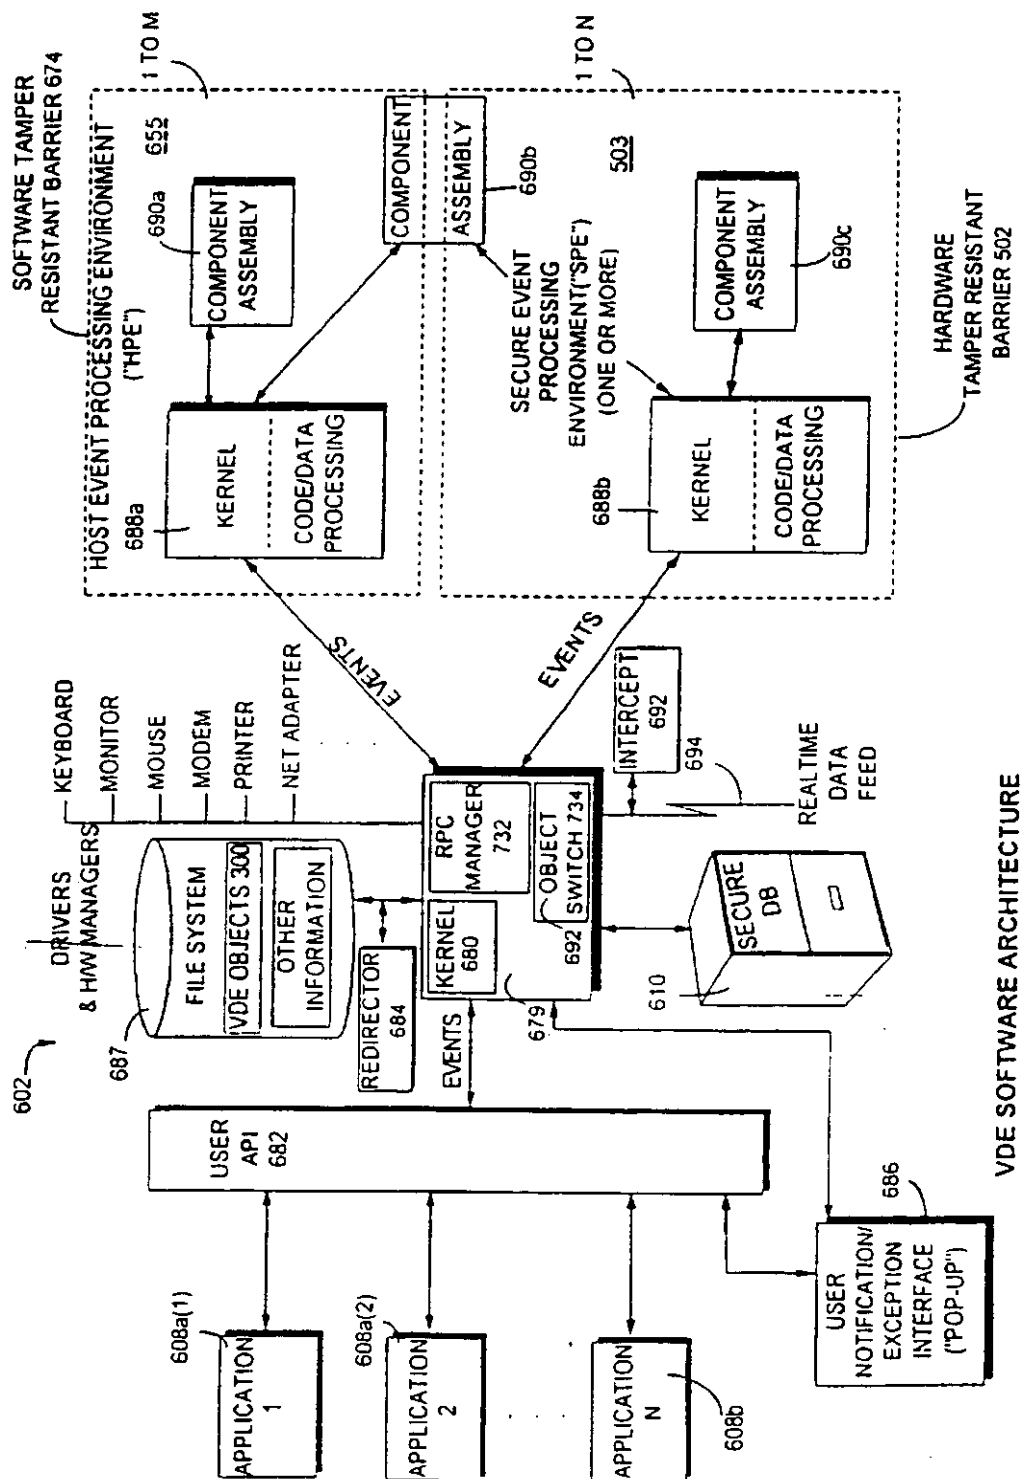 602
DRIVERS
& H/W MANAGERS
KEYBOARD
MONITOR
MOUSE
MODEM
PRINTER
NET ADAPTER
687
FILE SYSTEM
VDE OBJECTS 300
OTHER
INFORMATION
REDIRECTOR
684
EVENTS
USER
API
682
608a(1)
APPLICATION
1
608a(2)
APPLICATION
2
APPLICATION
N
608b
KERNEL
680
RPC
MANAGER
732
OBJECT
SWITCH 734
692
679
EVENTS
EVENTS
INTERCEPT
692
694
REALTIME
DATA
FEED
SECURE
DB
610
686
USER
NOTIFICATION/
EXCEPTION
INTERFACE
("POP-UP")
SOFTWARE TAMPER
RESISTANT BARRIER 674
HOST EVENT PROCESSING ENVIRONMENT
("HPE")
655
1 TO M
688a
KERNEL
CODE/DATA
PROCESSING
690a
COMPONENT
ASSEMBLY
COMPONENT
ASSEMBLY
690b
1 TO N
503
SECURE EVENT
PROCESSING
ENVIRONMENT("SPE")
(ONE OR MORE)
688b
KERNEL
CODE/DATA
PROCESSING
COMPONENT
ASSEMBLY
690c
HARDWARE
TAMPER RESISTANT
BARRIER 502
VDE SOFTWARE ARCHITECTURE